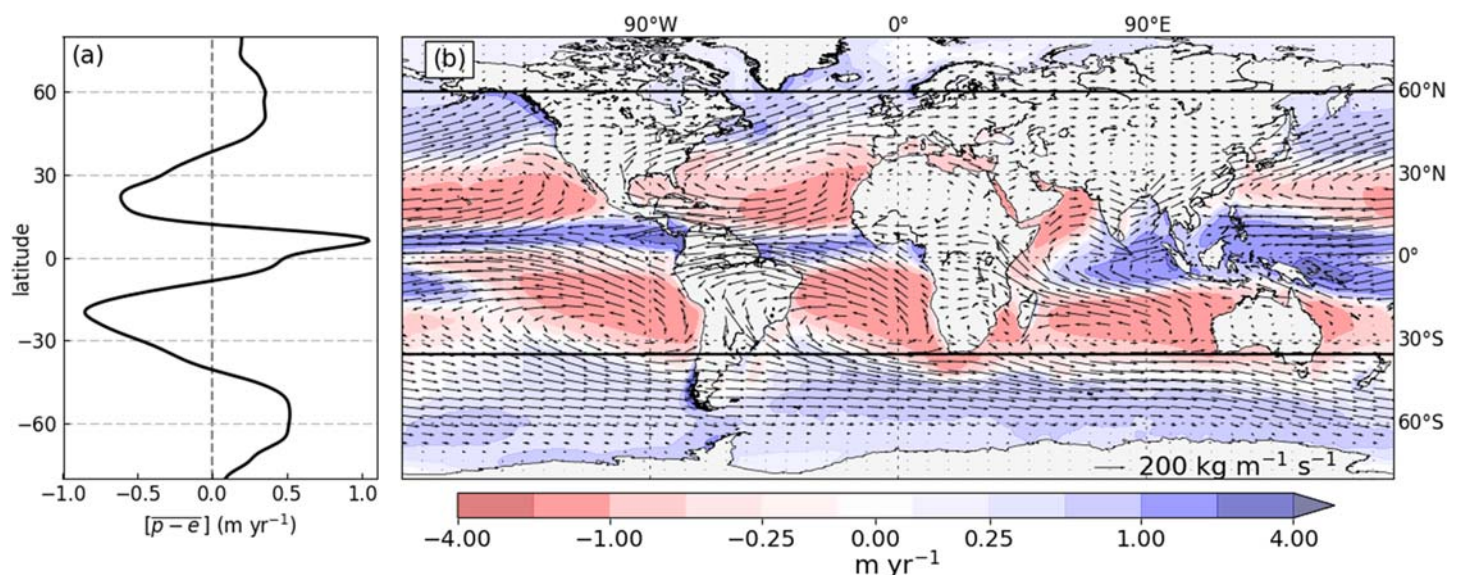 90°W 0° 90°E
(a)
(b)
60
30
0
−30
−60
latitude
−1.0 −0.5 0.0 0.5 1.0
[p − e] (m yr⁻¹)
60°N
30°N
0°
30°S
60°S
200 kg m⁻¹ s⁻¹
−4.00 −1.00 −0.25 0.00 0.25 1.00 4.00
m yr⁻¹